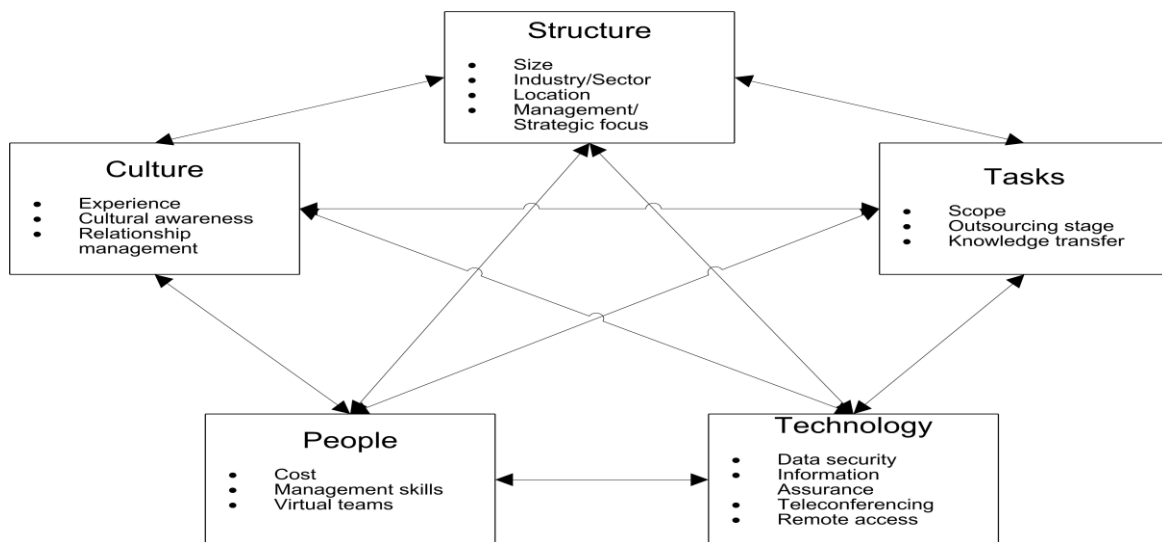 Structure
• Size
• Industry/Sector
• Location
• Management/
Strategic focus
Culture
• Experience
• Cultural awareness
• Relationship
management
Tasks
• Scope
• Outsourcing stage
• Knowledge transfer
People
• Cost
• Management skills
• Virtual teams
Technology
• Data security
• Information
Assurance
• Teleconferencing
• Remote access